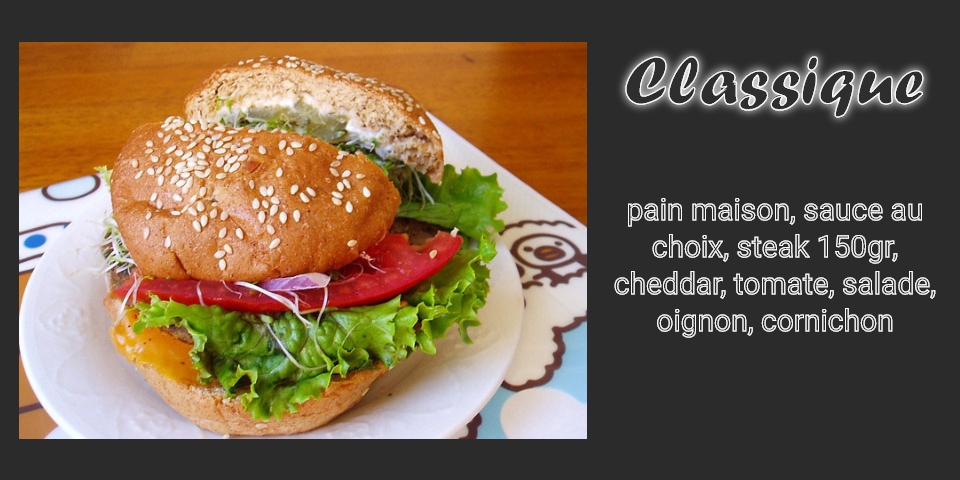 Classique
pain maison, sauce au
choix, steak 150gr,
cheddar, tomate, salade,
oignon, cornichon